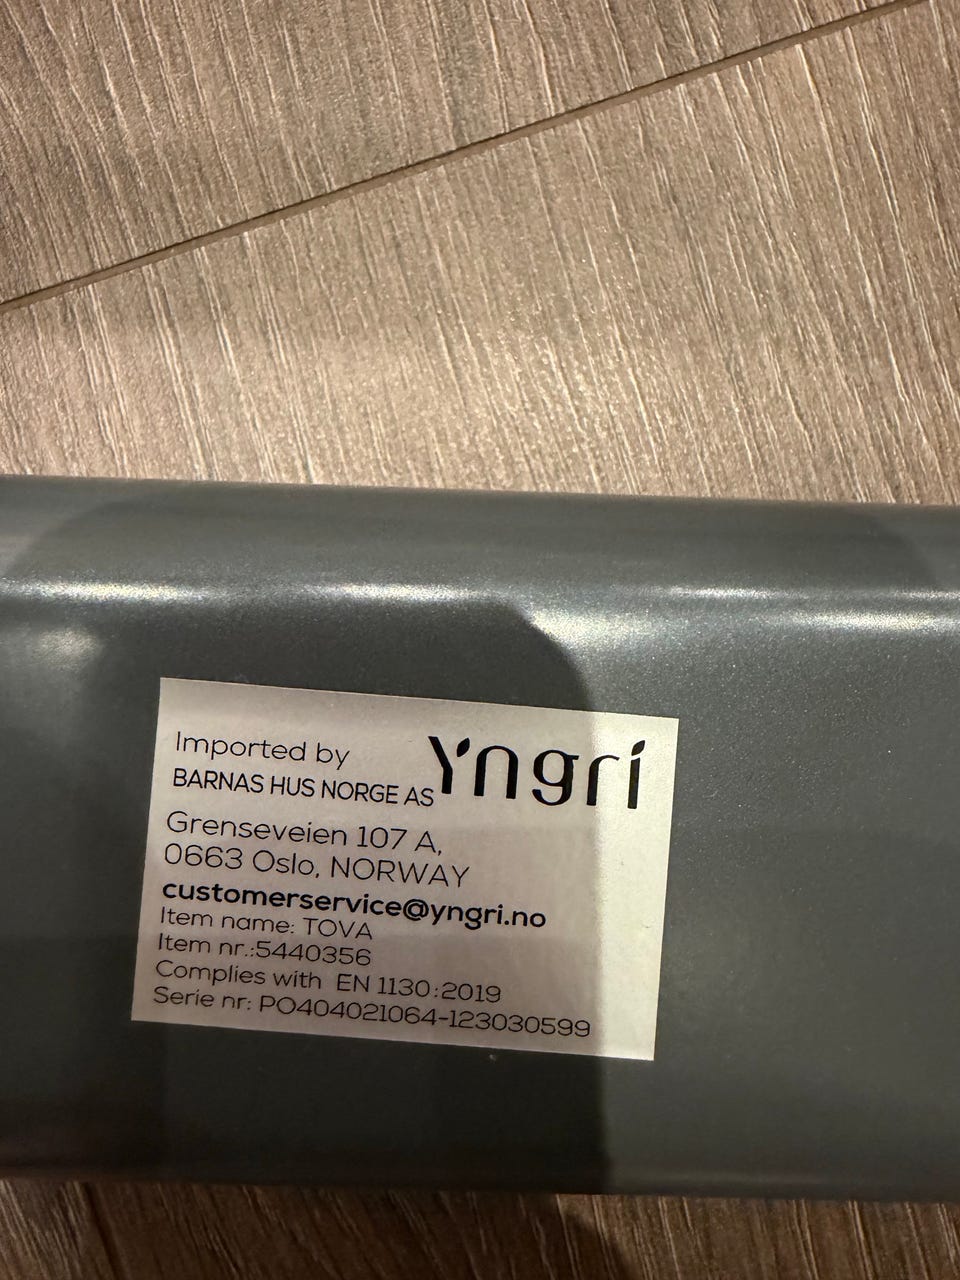 Imported by
Yngri
BARNAS HUS NORGE AS
Grenseveien 107 A,
0663 Oslo, NORWAY
customerservice@yngri.no
Item name: TOVA
Item nr.:5440356
Complies with EN 1130:2019
Serie nr: PO404021064-123030599